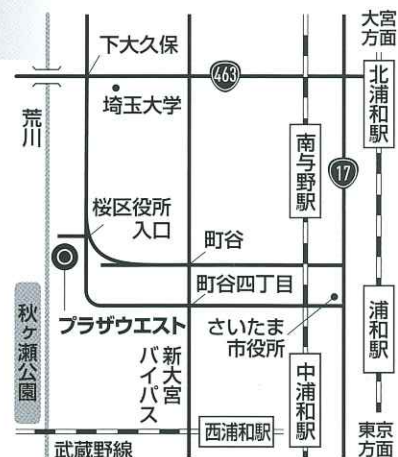 大宮方面
下大久保
463
北浦和駅
埼玉大学
荒川
南与野駅
17
桜区役所
入口
町谷
町谷四丁目
プラザウエスト
さいたま
市役所
浦和駅
秋ヶ瀬公園
新大宮
バイパス
中浦和駅
西浦和駅
武蔵野線
東京方面